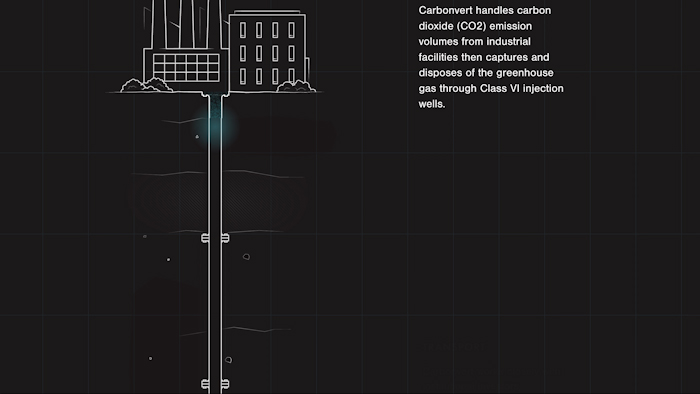 Carbonvert handles carbon
dioxide (CO2) emission
volumes from industrial
facilities then captures and
disposes of the greenhouse
gas through Class VI injection
wells.